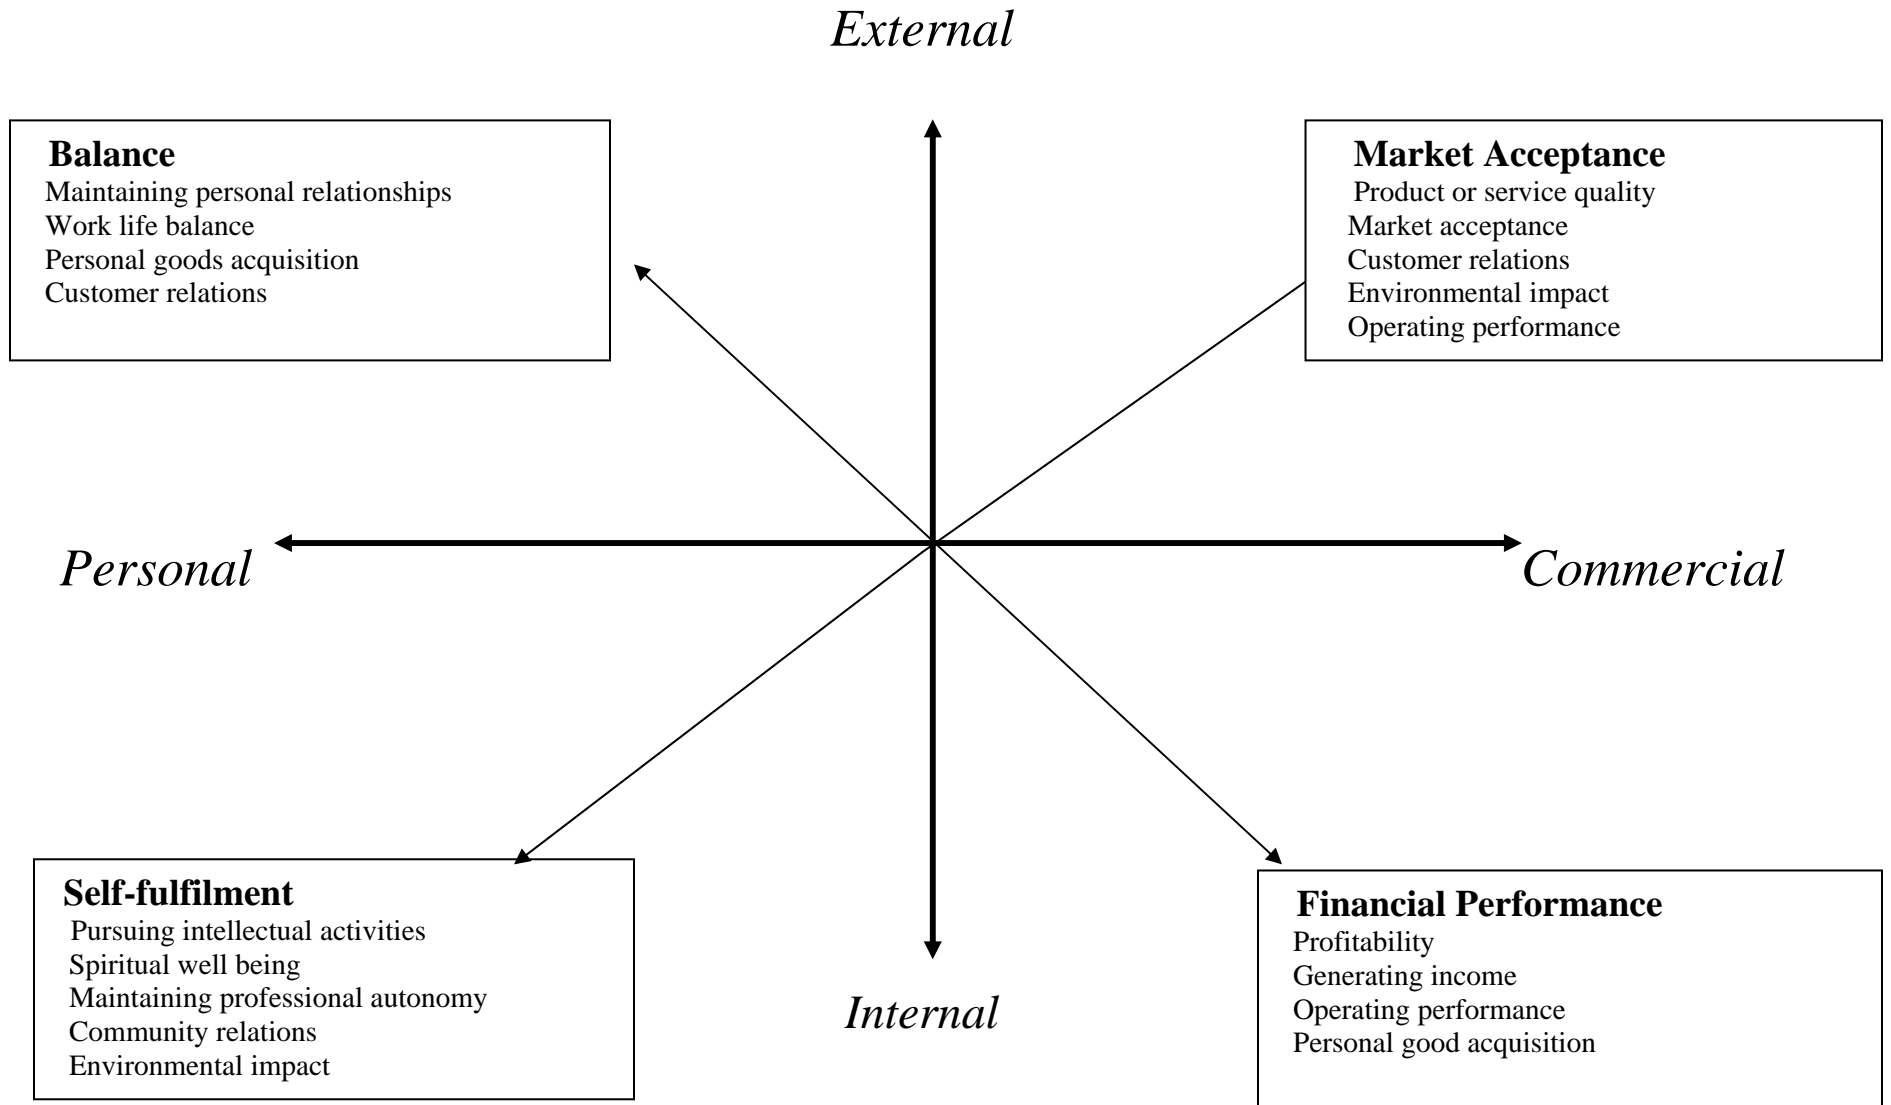 External
Balance
Maintaining personal relationships
Work life balance
Personal goods acquisition
Customer relations
Market Acceptance
Product or service quality
Market acceptance
Customer relations
Environmental impact
Operating performance
Personal
Commercial
Self-fulfilment
Pursuing intellectual activities
Spiritual well being
Maintaining professional autonomy
Community relations
Environmental impact
Internal
Financial Performance
Profitability
Generating income
Operating performance
Personal good acquisition